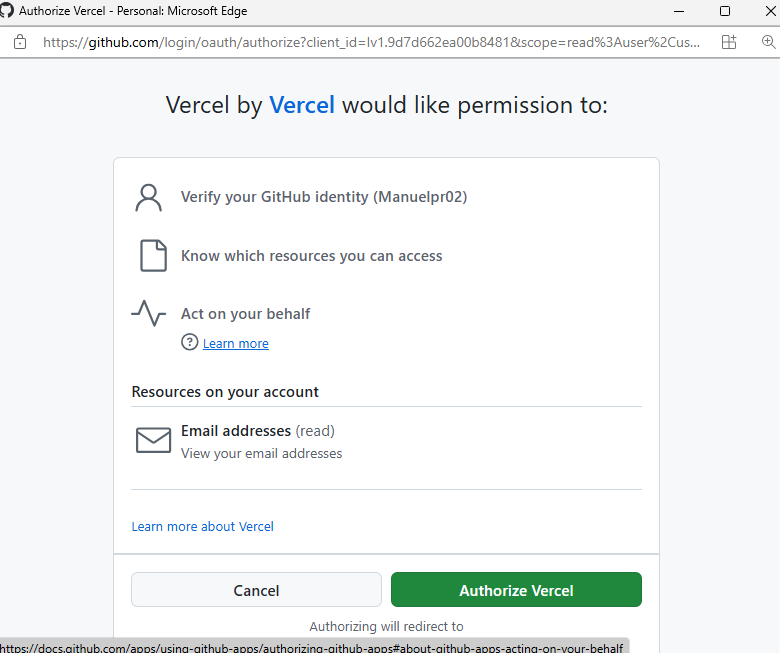 Authorize Vercel - Personal: Microsoft Edge
https://github.com/login/oauth/authorize?client_id=Iv1.9d7d662ea00b8481&scope=read%3Auser%2Cus...
Vercel by Vercel would like permission to:
Verify your GitHub identity (Manuelpr02)
Know which resources you can access
Act on your behalf
? Learn more
Resources on your account
Email addresses (read)
View your email addresses
Learn more about Vercel
Cancel
Authorize Vercel
Authorizing will redirect to
https://docs.github.com/apps/using-github-apps/authorizing-github-apps#about-github-apps-acting-on-your-behalf